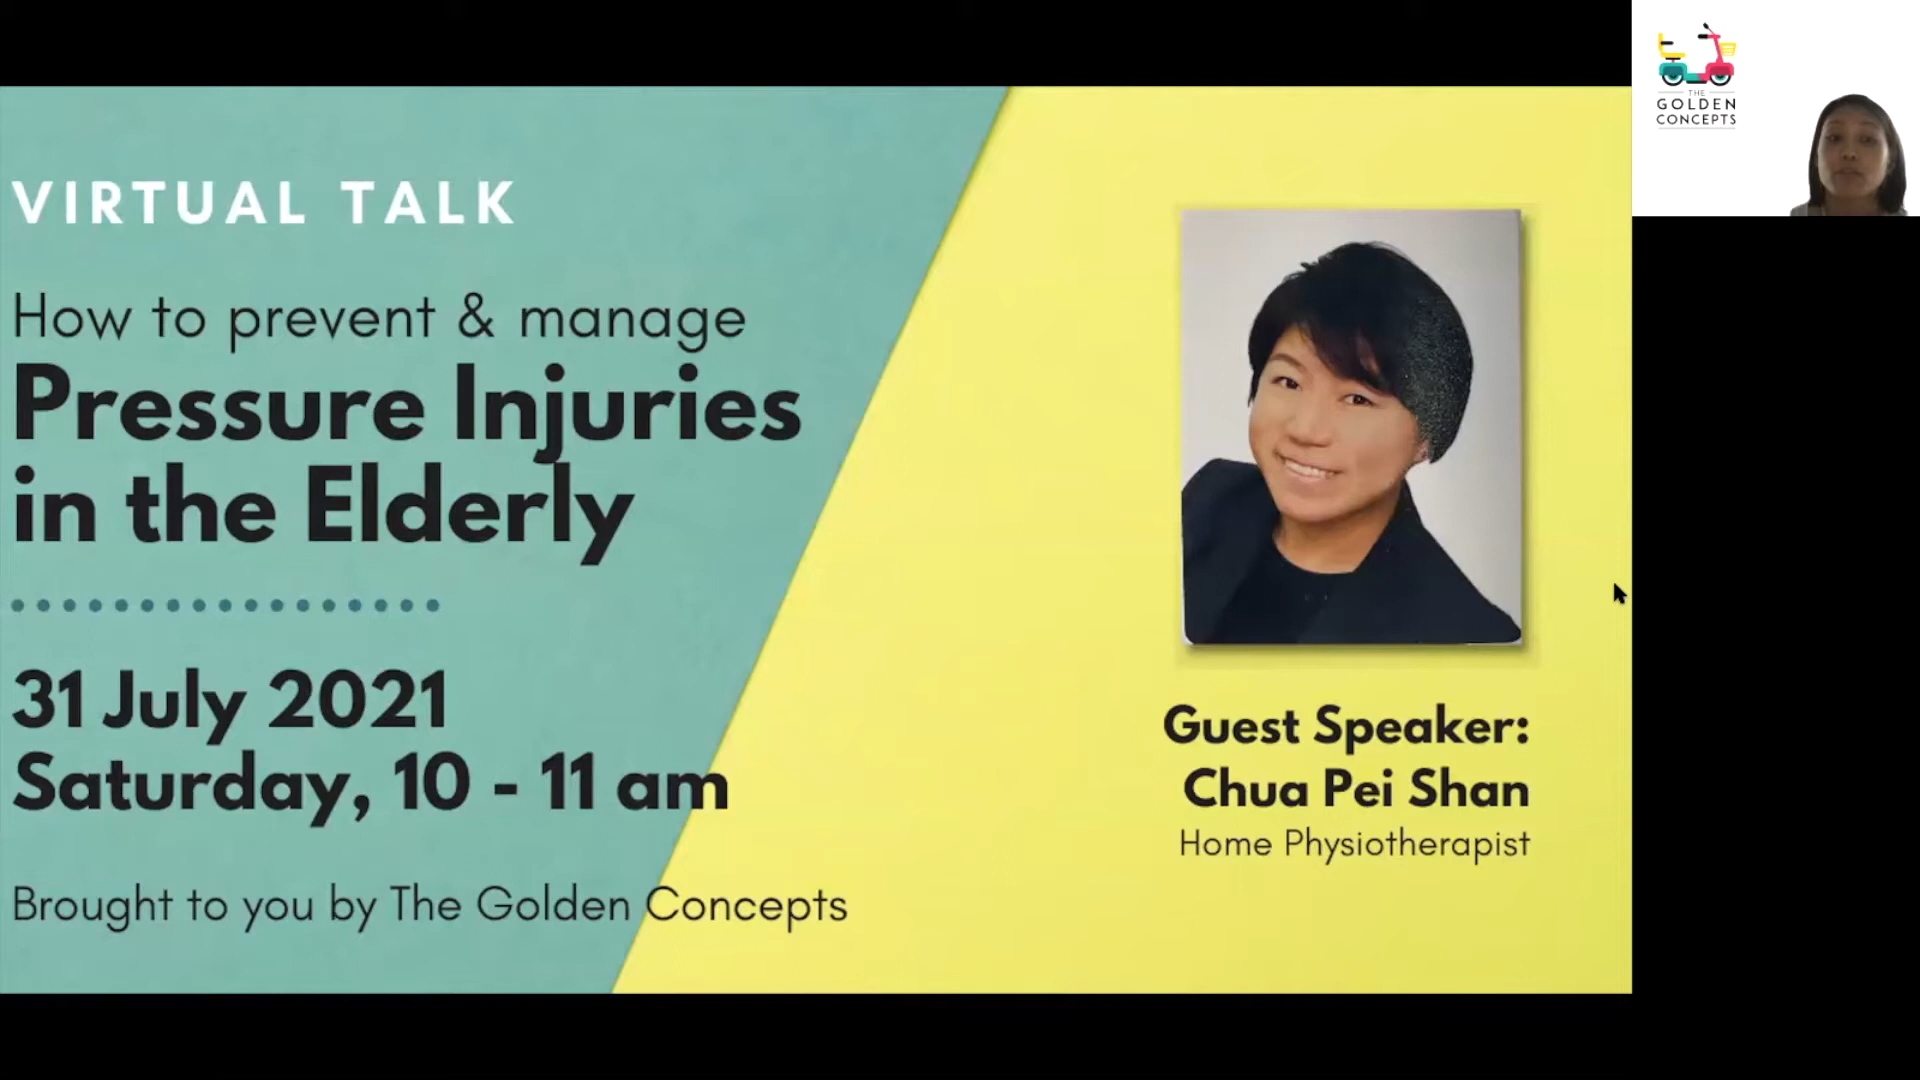 VIRTUAL TALK
How to prevent & manage
Pressure Injuries
in the Elderly
31 July 2021
Saturday, 10 - 11 am
Brought to you by The Golden Concepts
Guest Speaker:
Chua Pei Shan
Home Physiotherapist
THE
GOLDEN
CONCEPTS